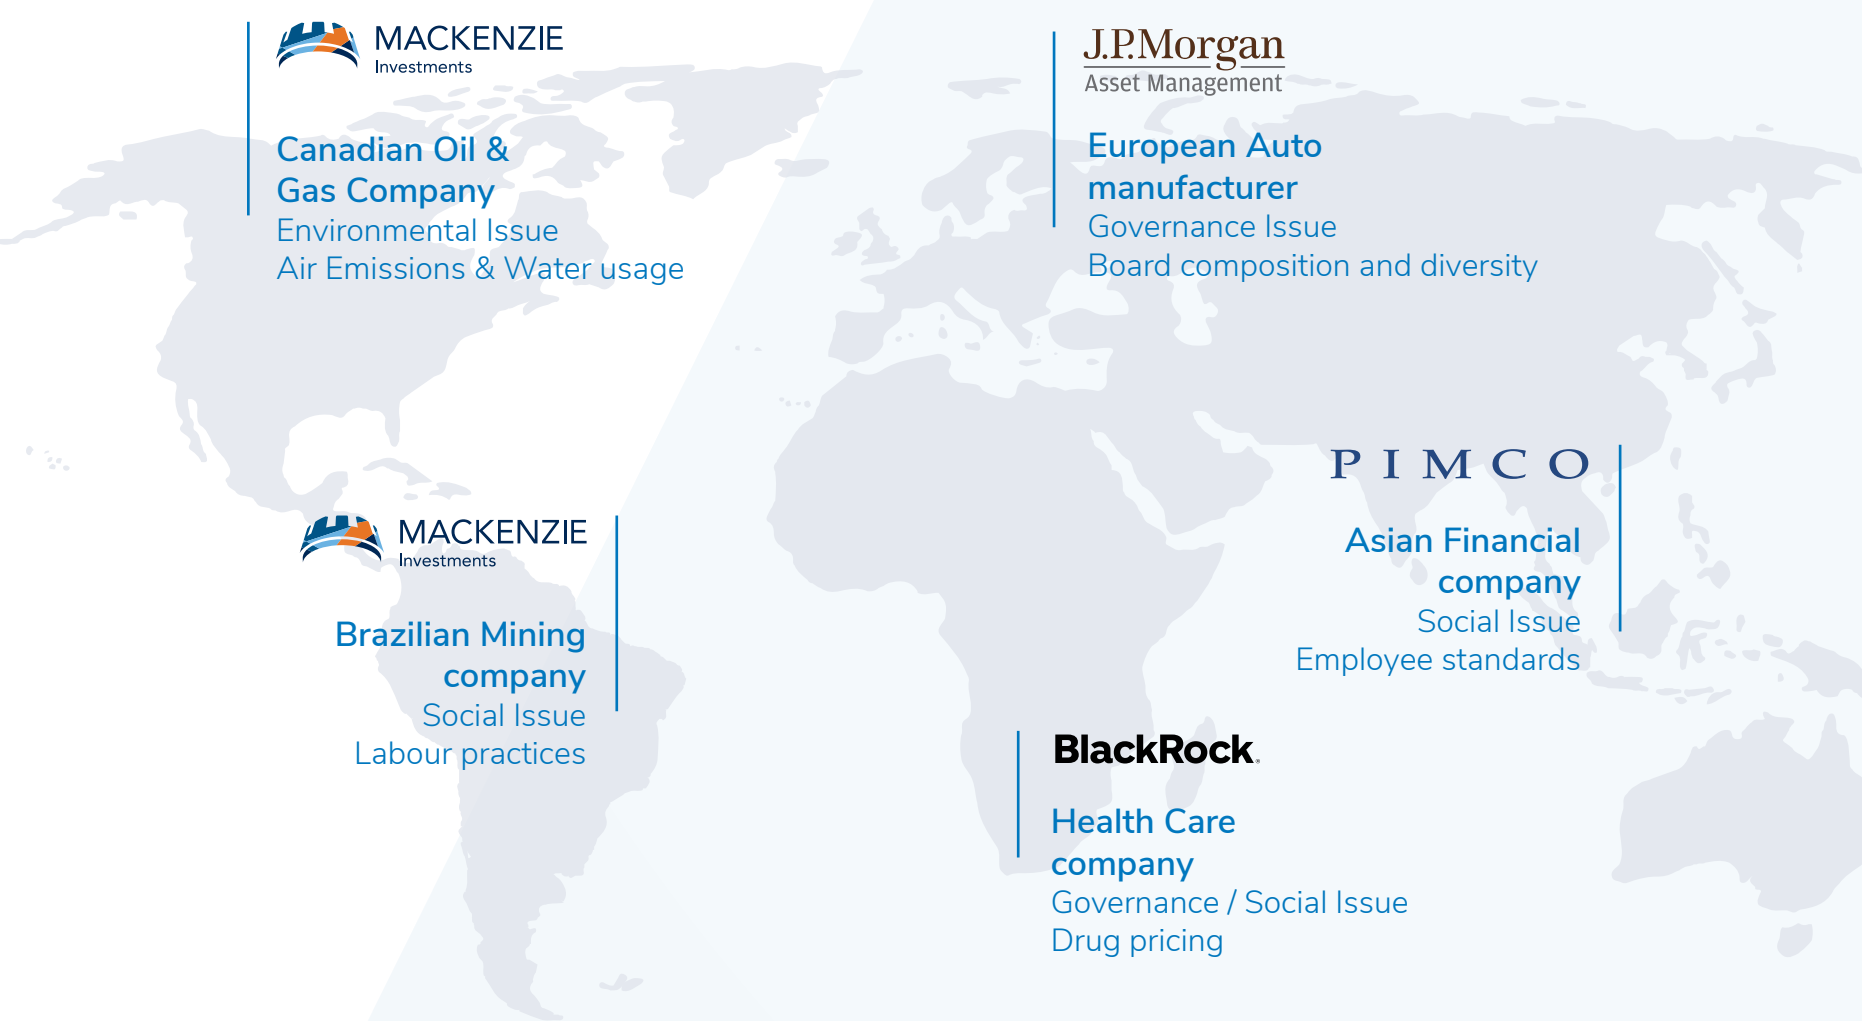 MACKENZIE
Investments
Canadian Oil &
Gas Company
Environmental Issue
Air Emissions & Water usage
J.P.Morgan
Asset Management
European Auto
manufacturer
Governance Issue
Board composition and diversity
MACKENZIE
Investments
Brazilian Mining
company
Social Issue
Labour practices
PIMCO
Asian Financial
company
Social Issue
Employee standards
BlackRock
Health Care
company
Governance / Social Issue
Drug pricing